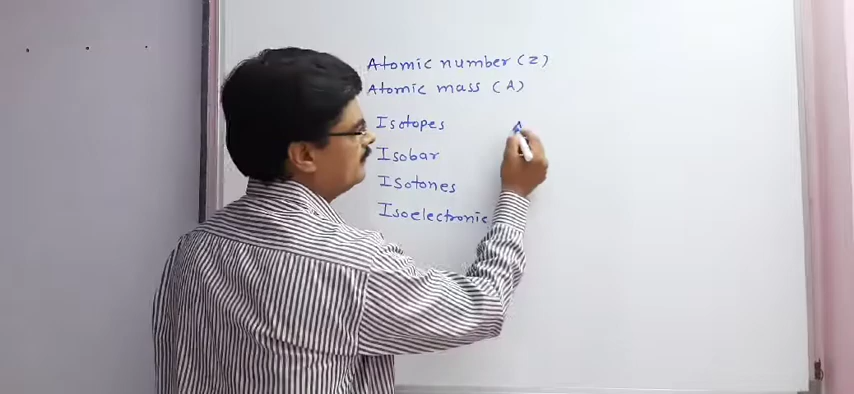 Atomic number (Z)
Atomic mass (A)
Isotopes A
Isobar
Isotones
Isoelectronic